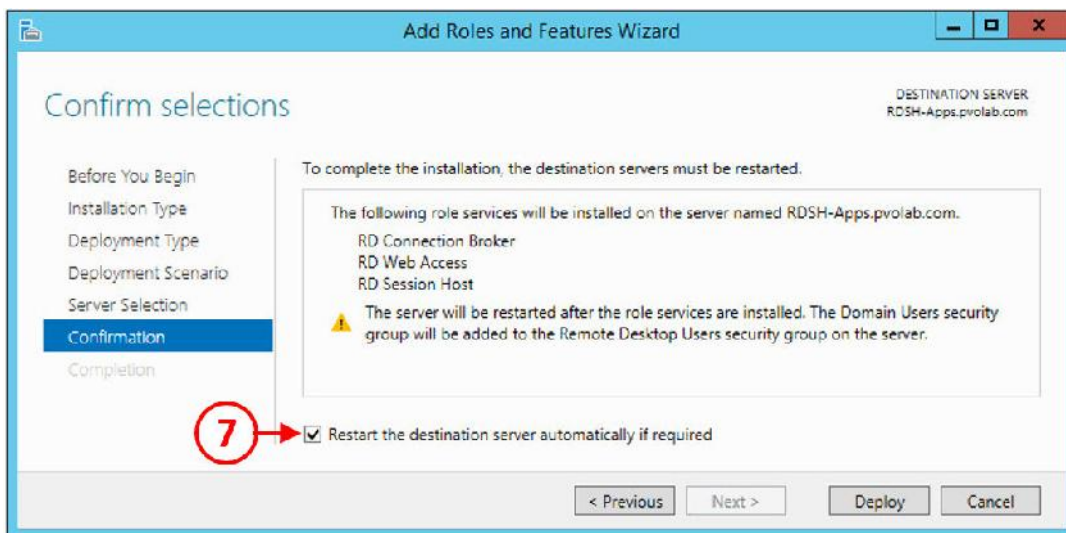 Add Roles and Features Wizard
Confirm selections
DESTINATION SERVER
RDSH-Apps.pvolab.com
Before You Begin
Installation Type
Deployment Type
Deployment Scenario
Server Selection
Confirmation
Completion
To complete the installation, the destination servers must be restarted.
The following role services will be installed on the server named RDSH-Apps.pvolab.com.
RD Connection Broker
RD Web Access
RD Session Host
The server will be restarted after the role services are installed. The Domain Users security
group will be added to the Remote Desktop Users security group on the server.
7
Restart the destination server automatically if required
< Previous
Next >
Deploy
Cancel